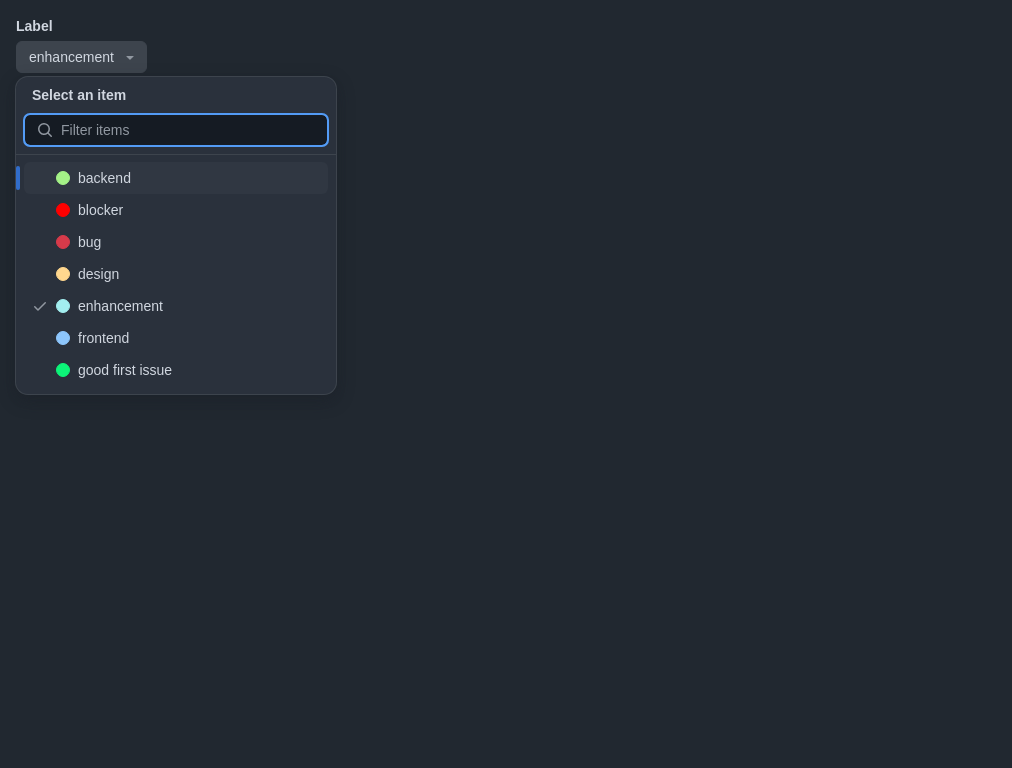 Label
enhancement
Select an item
Filter items
backend
blocker
bug
design
enhancement
frontend
good first issue